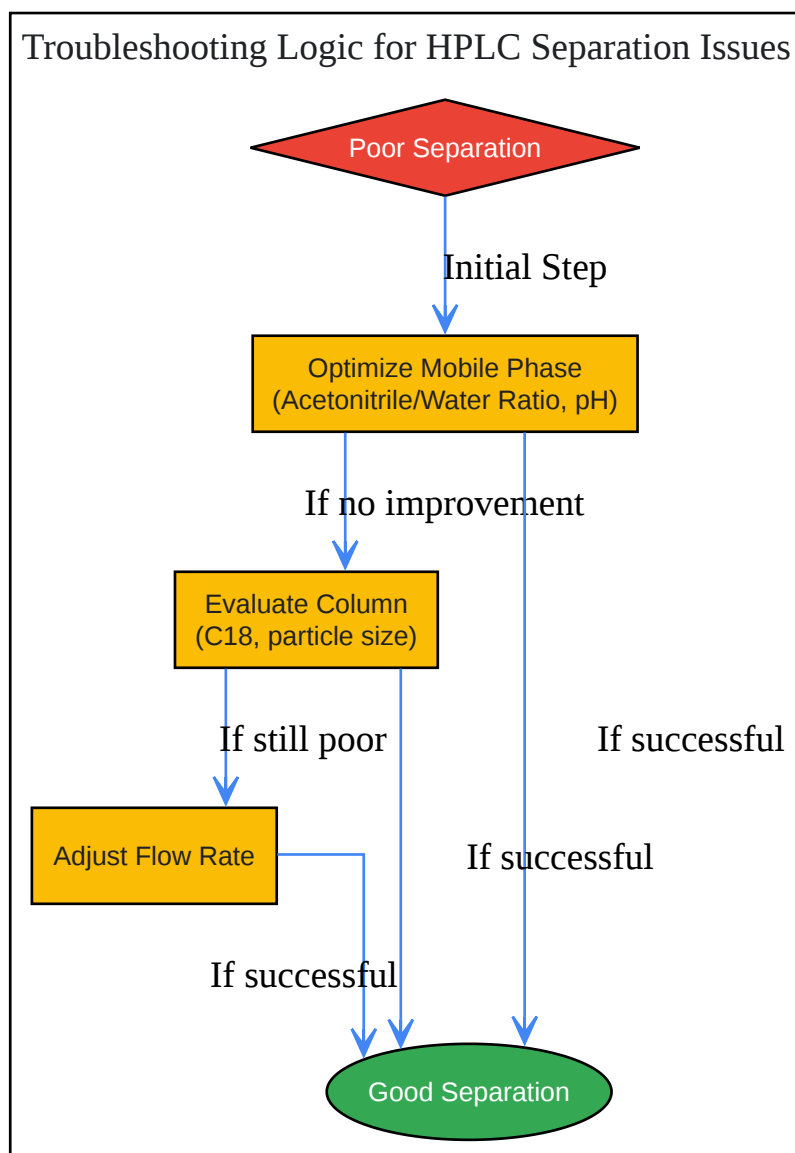 Troubleshooting Logic for HPLC Separation Issues
Poor Separation
Initial Step
Optimize Mobile Phase
(Acetonitrile/Water Ratio, pH)
If no improvement
Evaluate Column
(C18, particle size)
If still poor
If successful
Adjust Flow Rate
If successful
If successful
Good Separation